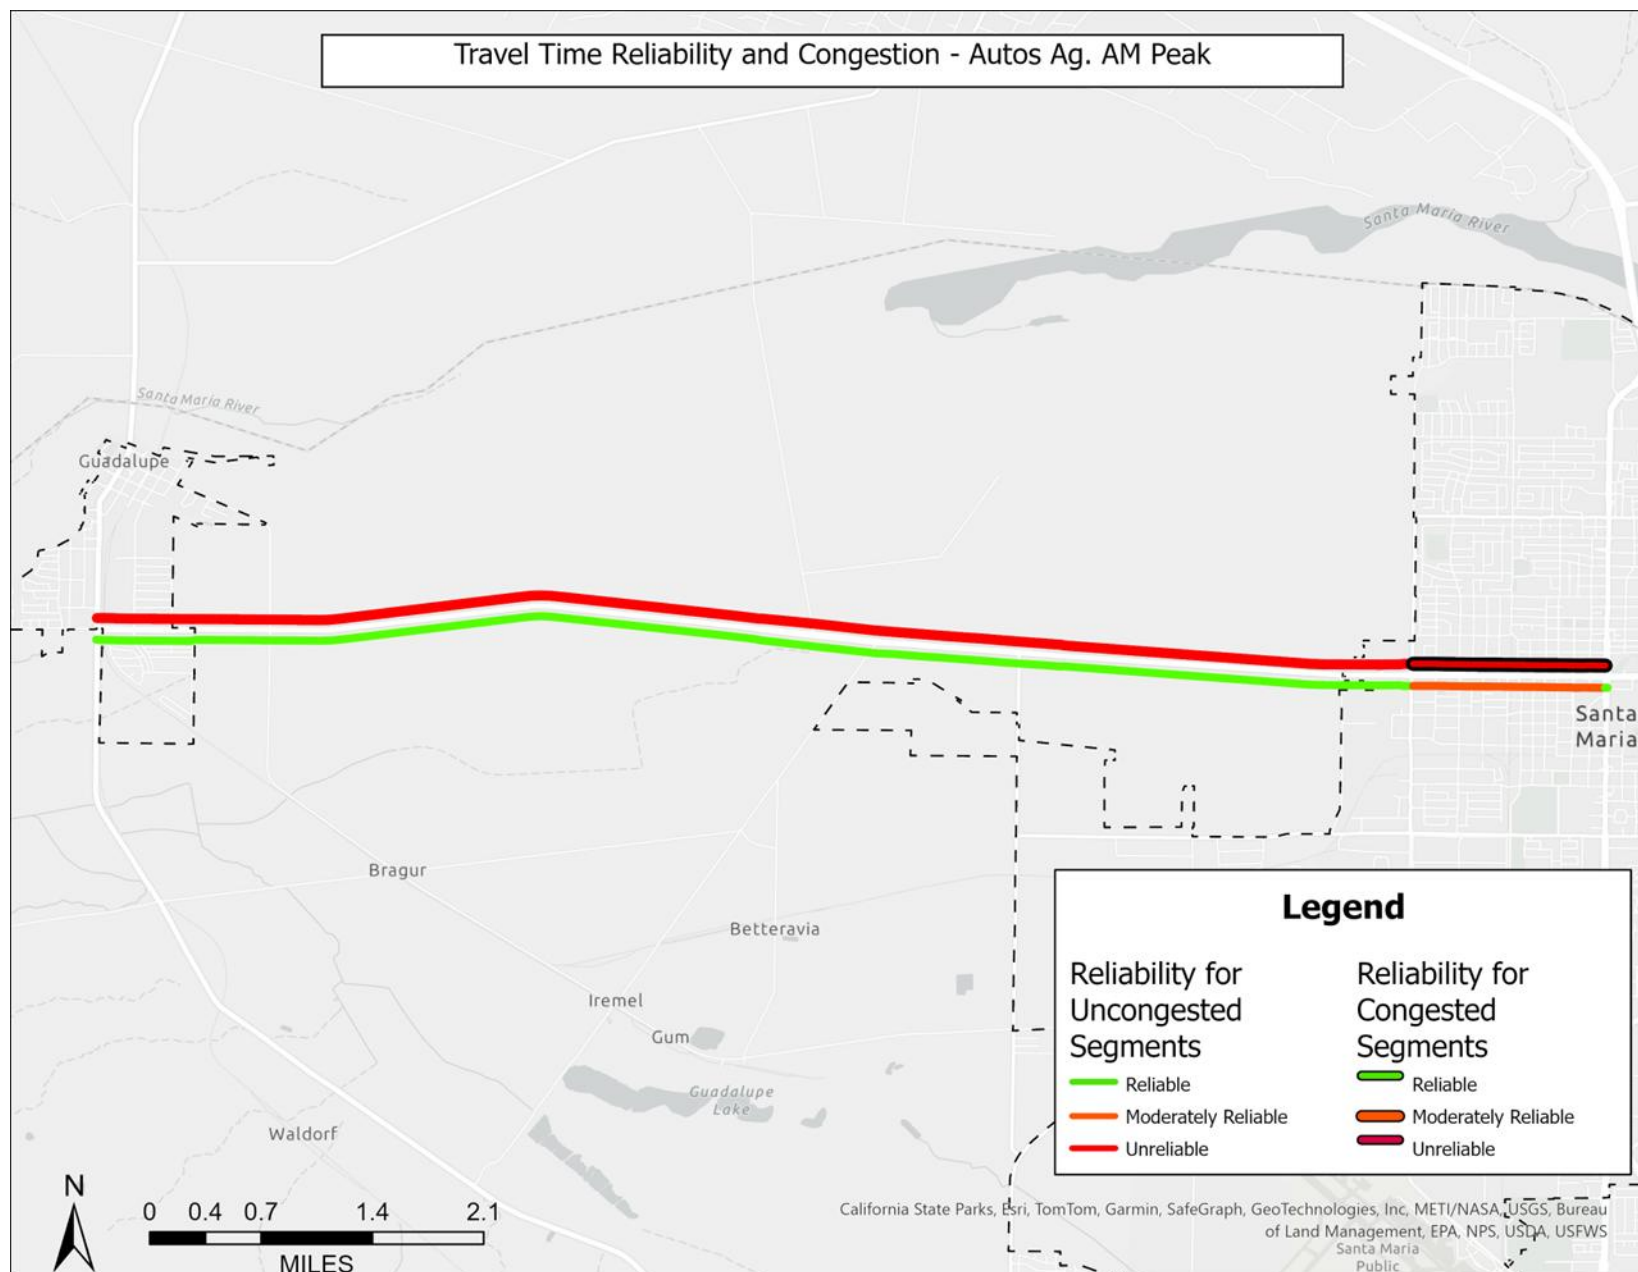 Travel Time Reliability and Congestion - Autos Ag. AM Peak
Santa Maria River
Santa Maria River
Guadalupe
Santa
Maria
Bragur
Betteravia
Iremel
Gum
Guadalupe
Lake
Waldorf
Legend
Reliability for
Uncongested
Segments
Reliable
Moderately Reliable
Unreliable
Reliability for
Congested
Segments
Reliable
Moderately Reliable
Unreliable
N
0 0.4 0.7 1.4 2.1
MILES
California State Parks, Esri, TomTom, Garmin, SafeGraph, GeoTechnologies, Inc, METI/NASA, USGS, Bureau
of Land Management, EPA, NPS, USDA, USFWS
Santa Maria
Public